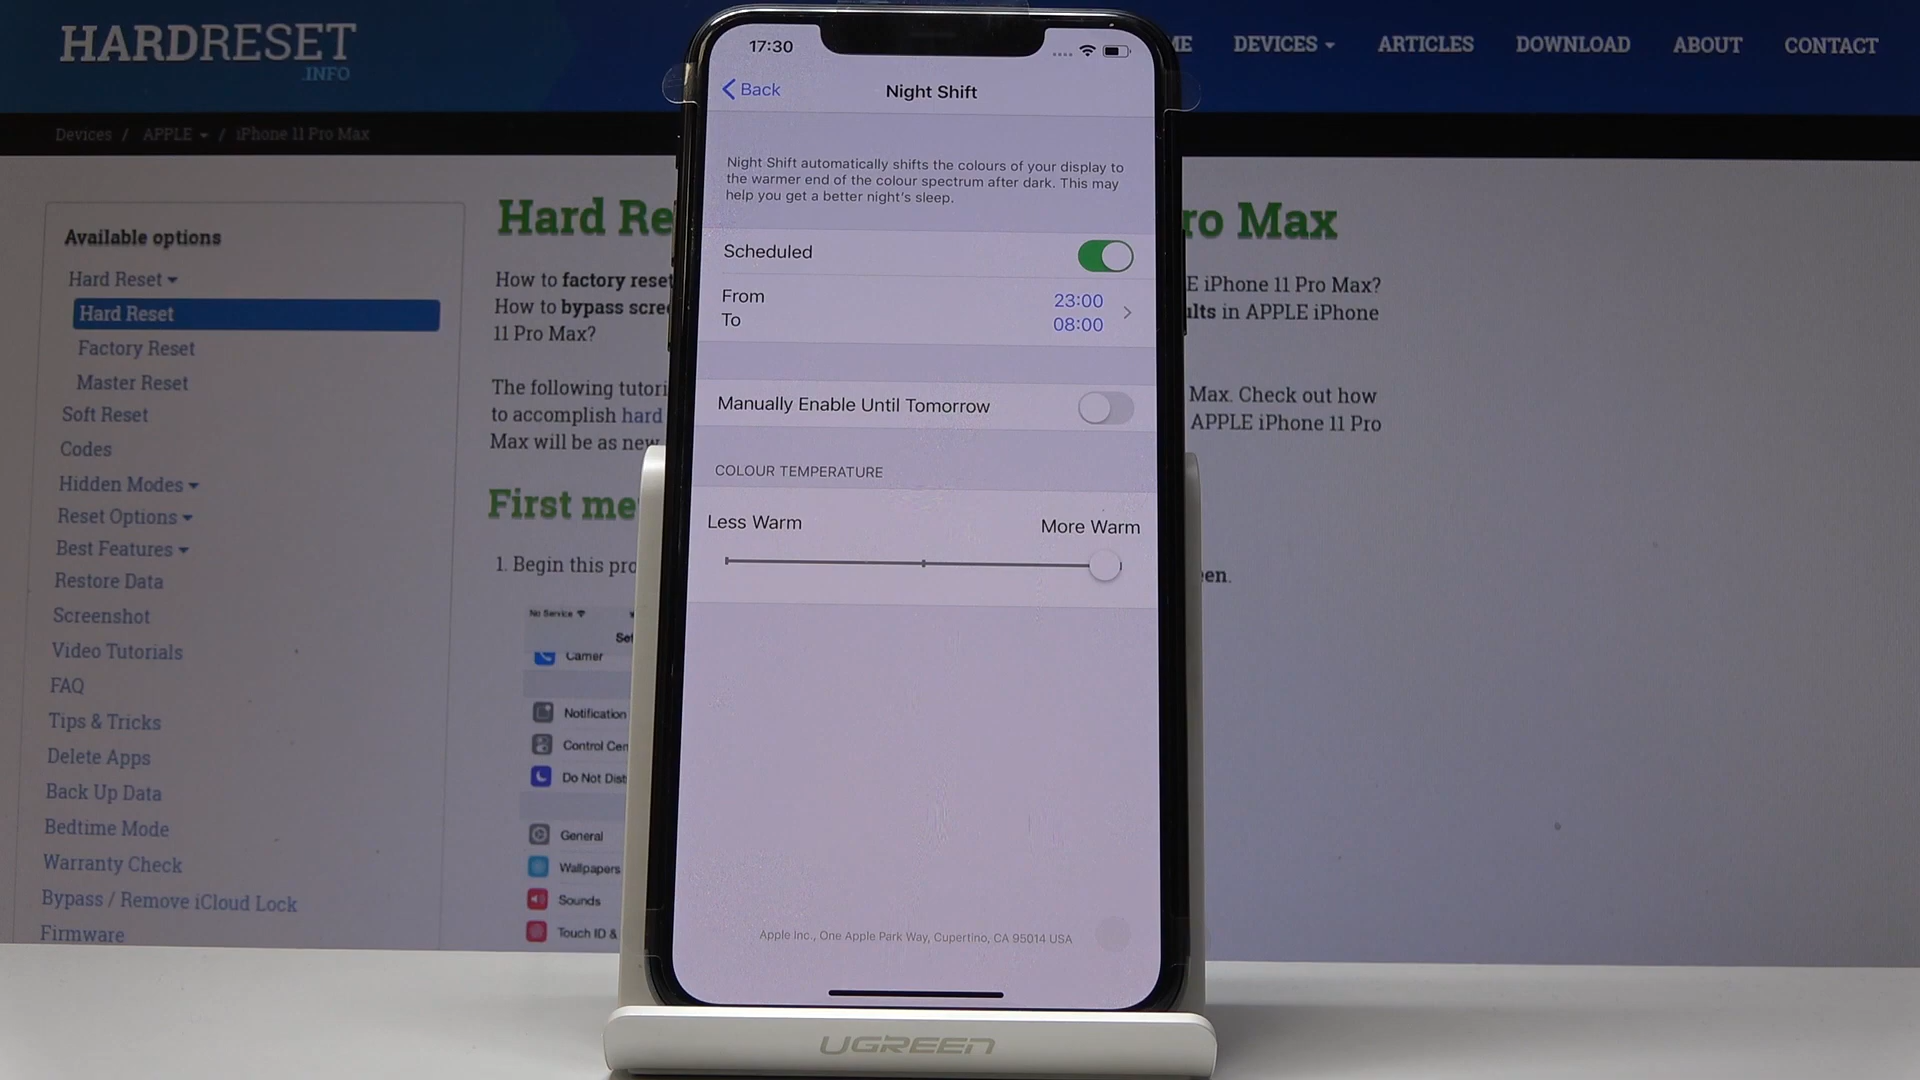 HARDRESET
.INFO
DEVICES
ARTICLES
DOWNLOAD
ABOUT
CONTACT
Devices / APPLE / iPhone 11 Pro Max
Available options
Hard Reset
Hard Reset
Factory Reset
Master Reset
Soft Reset
Codes
Hidden Modes
Reset Options
Best Features
Restore Data
Screenshot
Video Tutorials
FAQ
Tips & Tricks
Delete Apps
Back Up Data
Bedtime Mode
Warranty Check
Bypass / Remove iCloud Lock
Firmware
Hard Re
ro Max
How to factory reset
E iPhone 11 Pro Max?
How to bypass scre
ults in APPLE iPhone
11 Pro Max?
The following tutori
Max. Check out how
to accomplish hard
APPLE iPhone 11 Pro
Max will be as new
First me
1. Begin this pro
een.
No Service
Set
Camer
Notification
Control Cen
Do Not Dist
General
Wallpapers
Sounds
Touch ID &
17:30
Back
Night Shift
Night Shift automatically shifts the colours of your display to
the warmer end of the colour spectrum after dark. This may
help you get a better night's sleep.
Scheduled
From 23:00
To 08:00
Manually Enable Until Tomorrow
COLOUR TEMPERATURE
Less Warm More Warm
Apple Inc., One Apple Park Way, Cupertino, CA 95014 USA
UGREEN